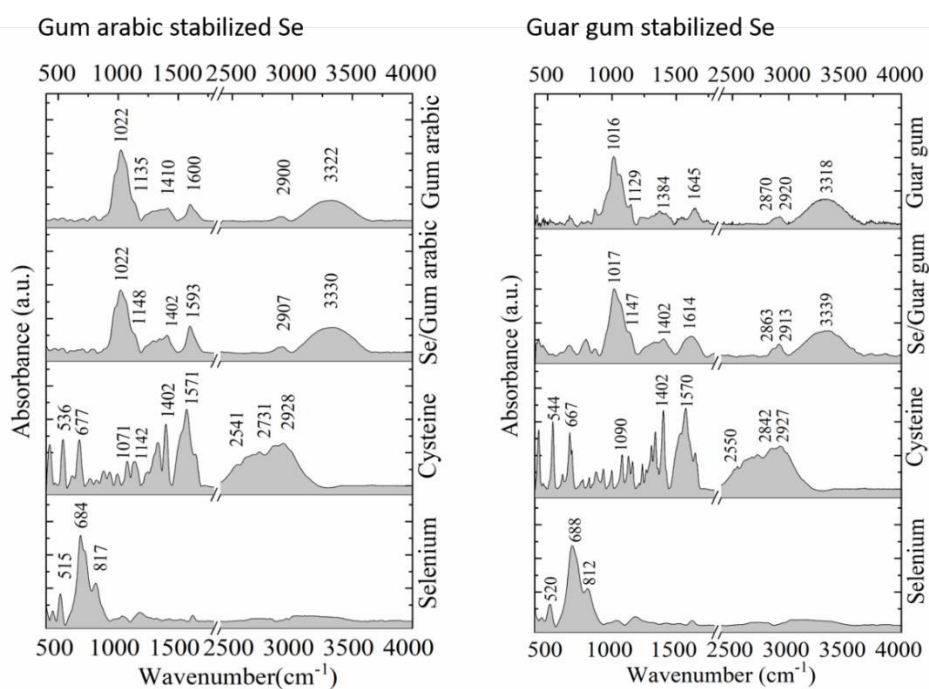 Gum arabic stabilized Se
500 1000 1500 2500 3000 3500 4000
1022
1135
1410
1600
2900
3322
Gum arabic
1022
1148
1402
1593
2907
3330
Se/Gum arabic
536
677
1071
1142
1402
1571
2541
2731
2928
Cysteine
515
684
817
Selenium
Absorbance (a.u.)
500 1000 1500 2500 3000 3500 4000
Wavenumber(cm⁻¹)
Guar gum stabilized Se
500 1000 1500 2500 3000 3500 4000
1016
1129
1384
1645
2870
2920
3318
Guar gum
1017
1147
1402
1614
2863
2913
3339
Se/Guar gum
544
667
1090
1402
1570
2550
2842
2927
Cysteine
520
688
812
Selenium
Absorbance (a.u.)
500 1000 1500 2500 3000 3500 4000
Wavenumber (cm⁻¹)